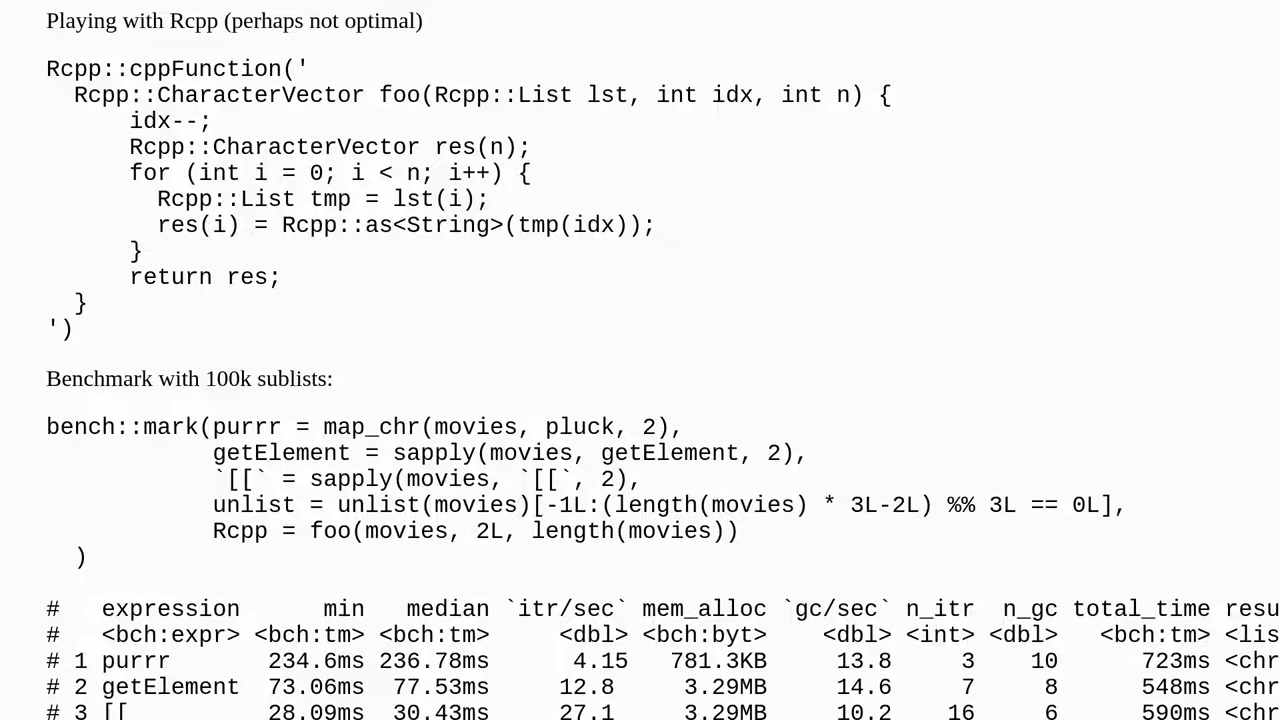 Playing with Rcpp (perhaps not optimal)
Rcpp::cppFunction('
  Rcpp::CharacterVector foo(Rcpp::List lst, int idx, int n) {
      idx--;
      Rcpp::CharacterVector res(n);
      for (int i = 0; i < n; i++) {
        Rcpp::List tmp = lst(i);
        res(i) = Rcpp::as<String>(tmp(idx));
      }
      return res;
  }
')
Benchmark with 100k sublists:
bench::mark(purrr = map_chr(movies, pluck, 2),
            getElement = sapply(movies, getElement, 2),
            `[[` = sapply(movies, `[[`, 2),
            unlist = unlist(movies)[-1L:(length(movies) * 3L-2L) %% 3L == 0L],
            Rcpp = foo(movies, 2L, length(movies))
  )
#   expression      min   median `itr/sec` mem_alloc `gc/sec` n_itr  n_gc total_time resu
#   <bch:expr> <bch:tm> <bch:tm>     <dbl> <bch:byt>    <dbl> <int> <dbl>   <bch:tm> <lis
# 1 purrr       234.6ms 236.78ms      4.15   781.3KB     13.8     3    10      723ms <chr
# 2 getElement  73.06ms  77.53ms     12.8     3.29MB     14.6     7     8      548ms <chr
# 3 [[          28.09ms  30.43ms     27.1     3.29MB     10.2    16     6      590ms <chr